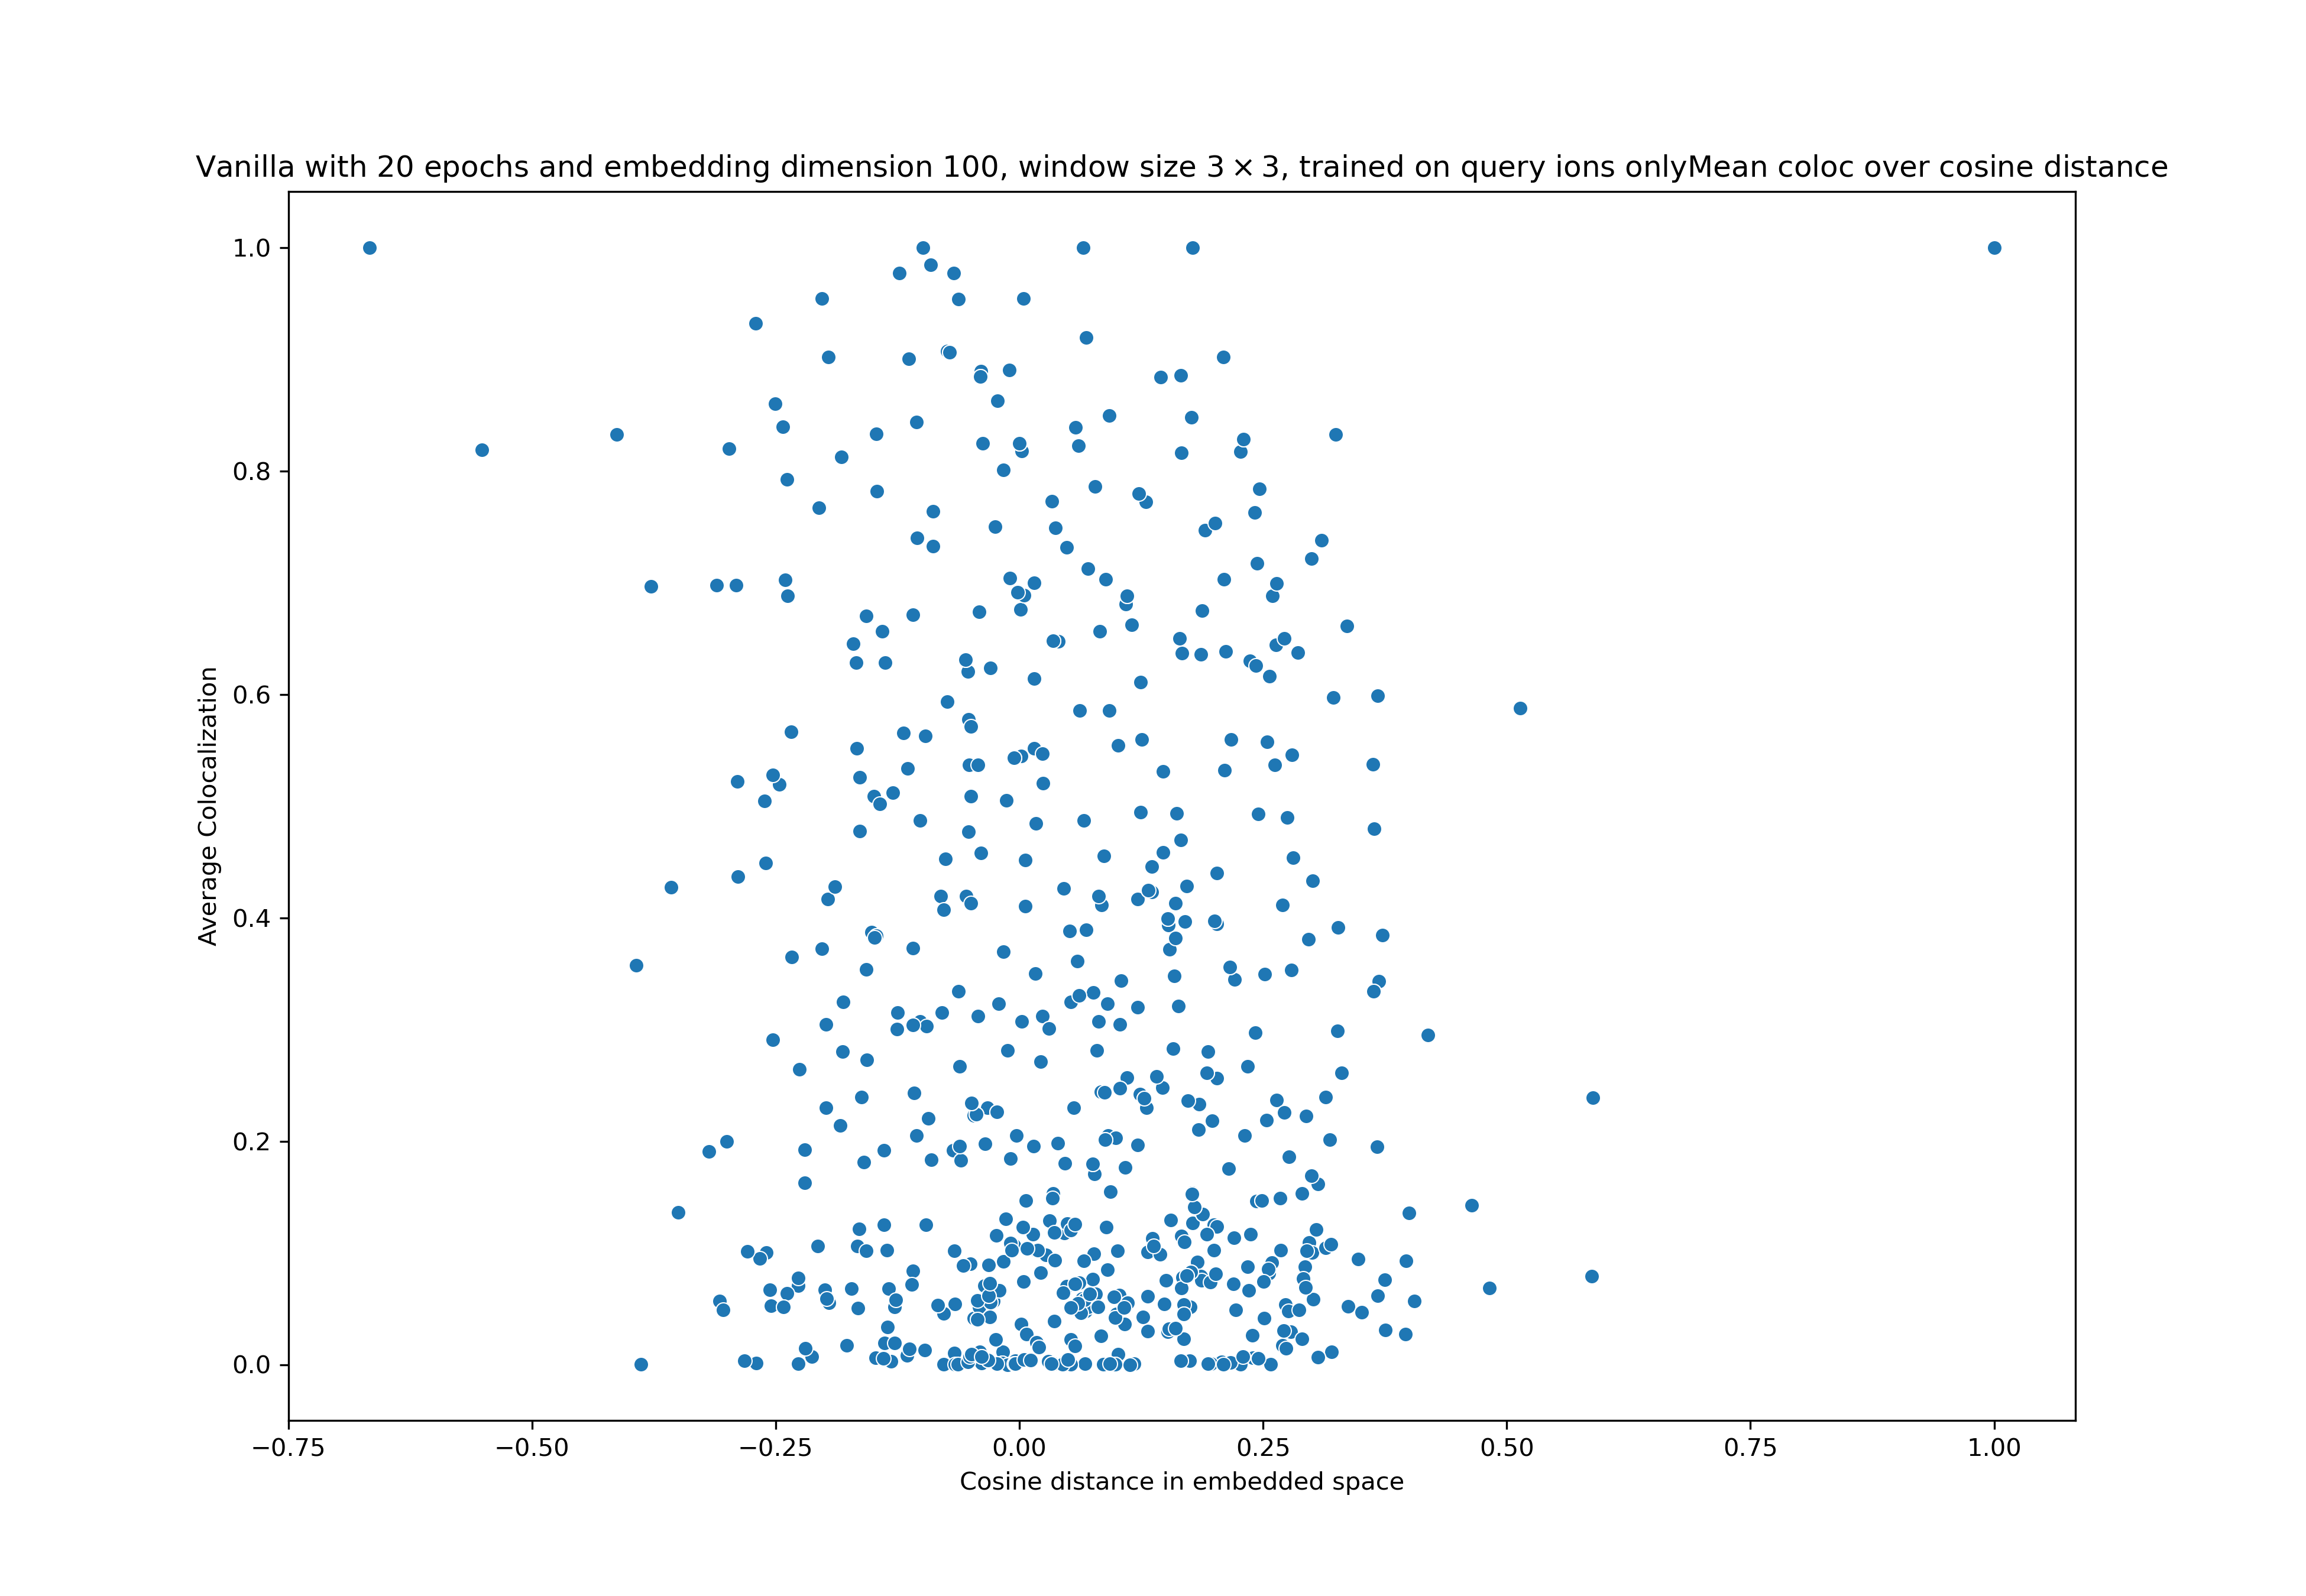 Vanilla with 20 epochs and embedding dimension 100, window size 3 × 3, trained on query ions onlyMean coloc over cosine distance
1.0
0.8
0.6
0.4
0.2
0.0
Average Colocalization
−0.75 −0.50 −0.25 0.00 0.25 0.50 0.75 1.00
Cosine distance in embedded space